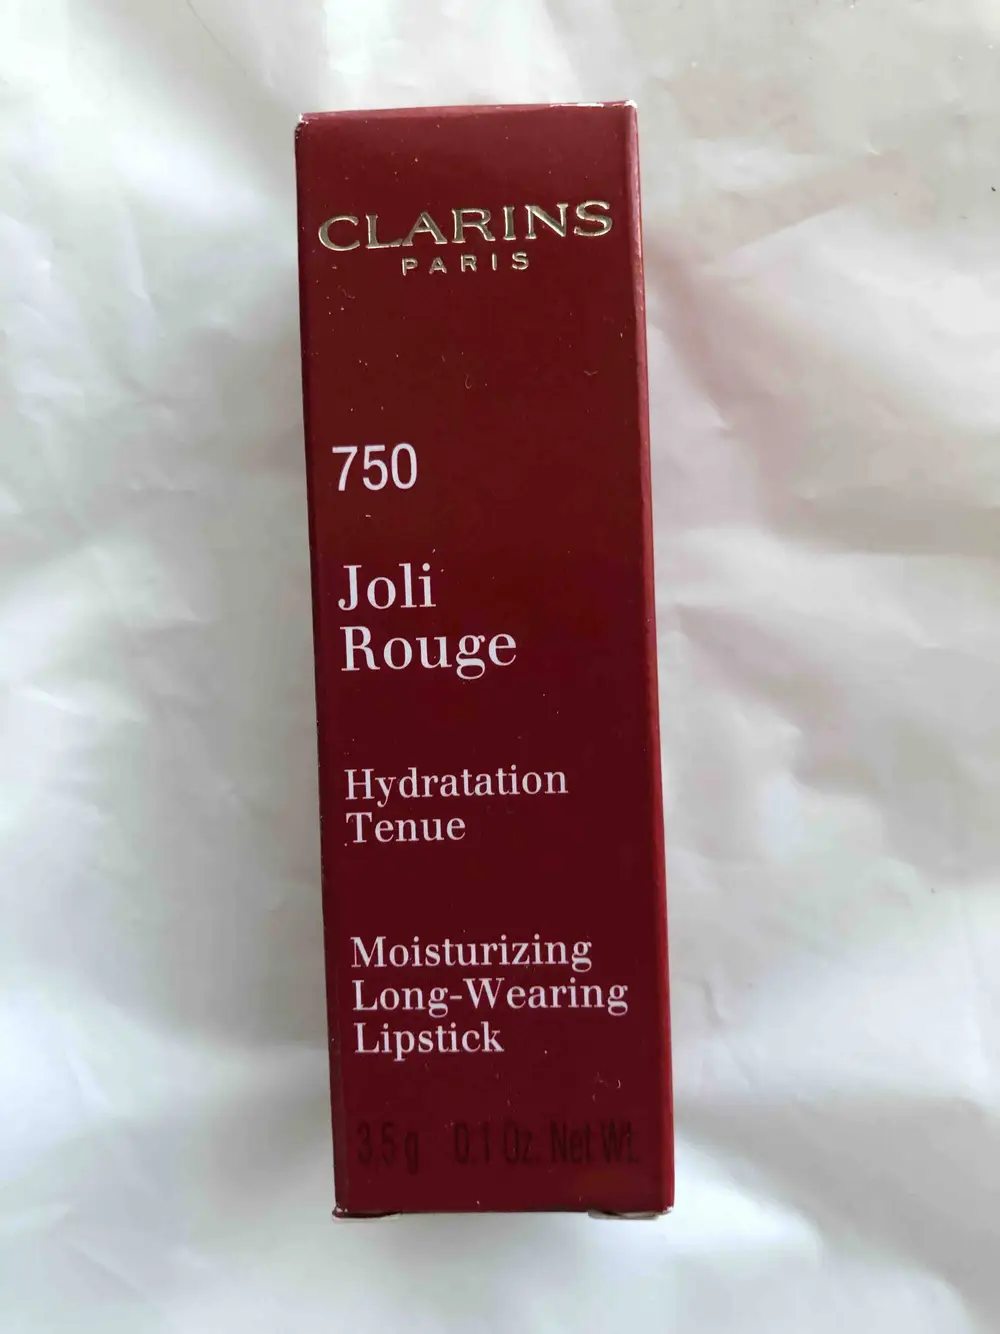 CLARINS
PARIS
750
Joli
Rouge
Hydratation
Tenue
Moisturizing
Long-Wearing
Lipstick
3.5 g 0.1 Oz. Net Wt.